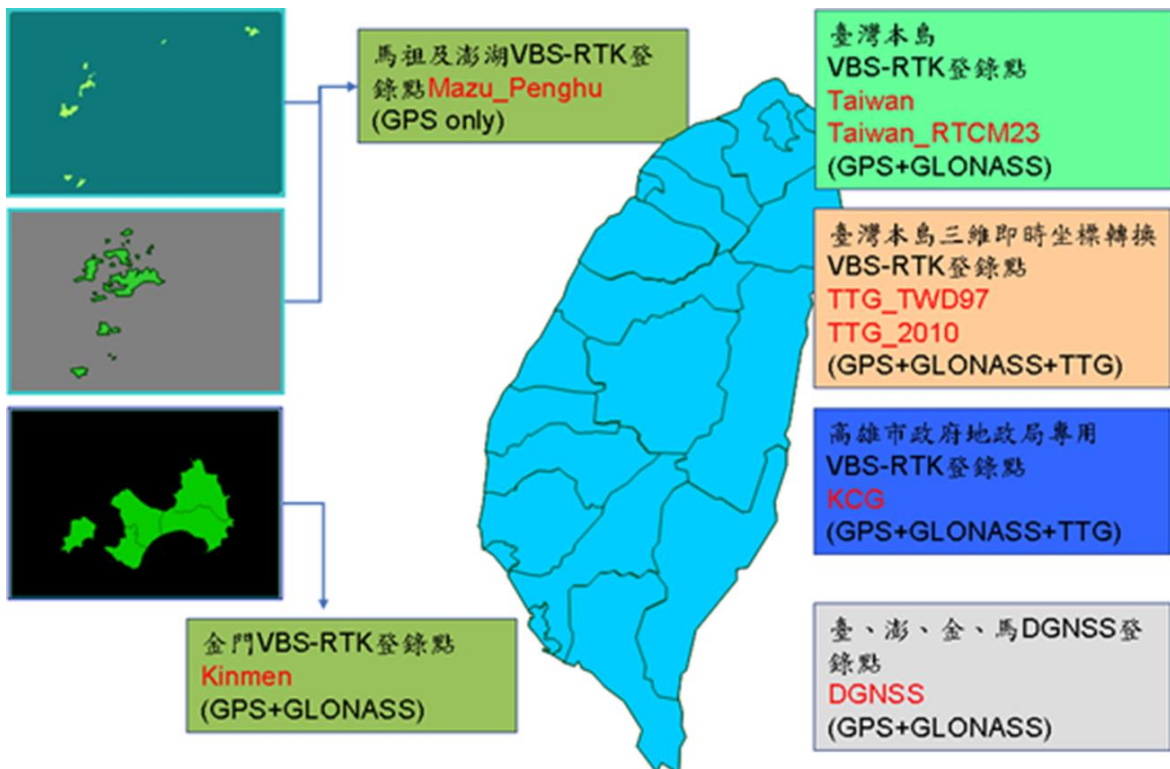 馬祖及澎湖VBS-RTK登
錄點Mazu_Penghu
(GPS only)
金門VBS-RTK登錄點
Kinmen
(GPS+GLONASS)
臺灣本島
VBS-RTK登錄點
Taiwan
Taiwan_RTCM23
(GPS+GLONASS)
臺灣本島三維即時坐標轉換
VBS-RTK登錄點
TTG_TWD97
TTG_2010
(GPS+GLONASS+TTG)
高雄市政府地政局專用
VBS-RTK登錄點
KCG
(GPS+GLONASS+TTG)
臺、澎、金、馬DGNSS登
錄點
DGNSS
(GPS+GLONASS)